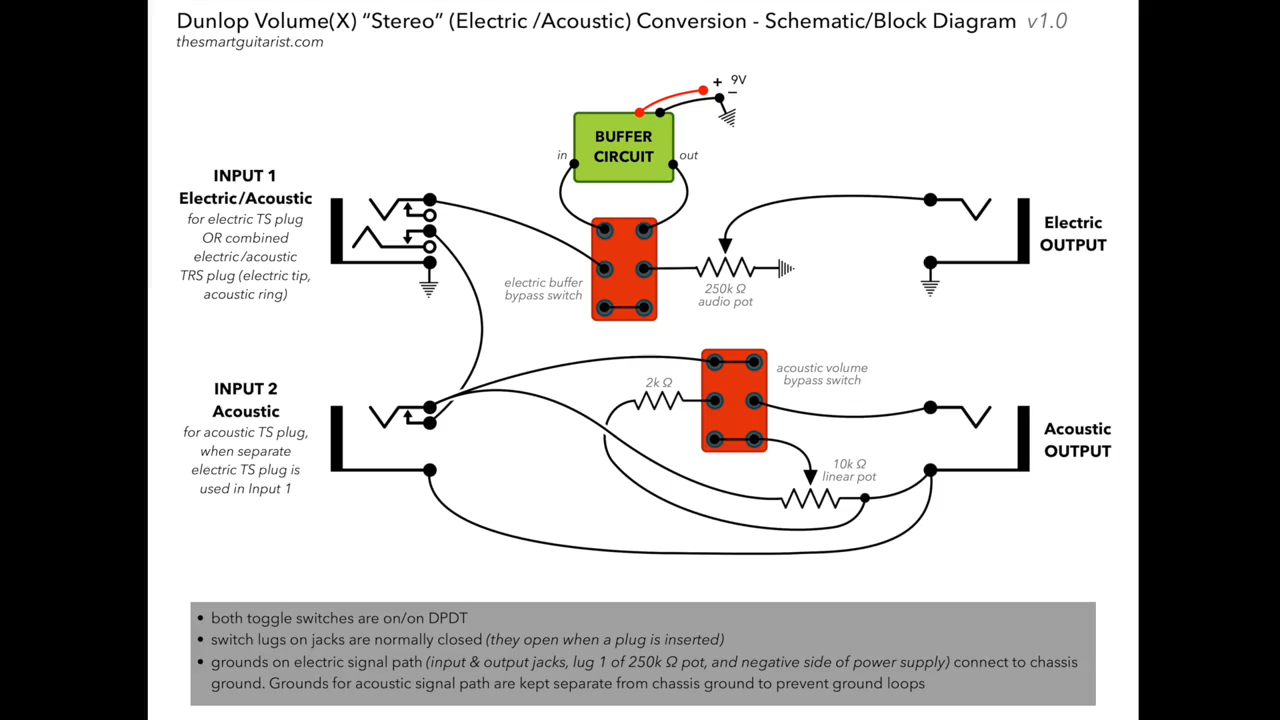 Dunlop Volume(X) “Stereo” (Electric /Acoustic) Conversion - Schematic/Block Diagram v1.0
thesmartguitarist.com
+ 9V
−
BUFFER
CIRCUIT
in
out
INPUT 1
Electric/Acoustic
for electric TS plug
OR combined
electric/acoustic
TRS plug (electric tip,
acoustic ring)
electric buffer
bypass switch
250k Ω
audio pot
Electric
OUTPUT
INPUT 2
Acoustic
for acoustic TS plug,
when separate
electric TS plug is
used in Input 1
2k Ω
acoustic volume
bypass switch
10k Ω
linear pot
Acoustic
OUTPUT
• both toggle switches are on/on DPDT
• switch lugs on jacks are normally closed (they open when a plug is inserted)
• grounds on electric signal path (input & output jacks, lug 1 of 250k Ω pot, and negative side of power supply) connect to chassis
ground. Grounds for acoustic signal path are kept separate from chassis ground to prevent ground loops